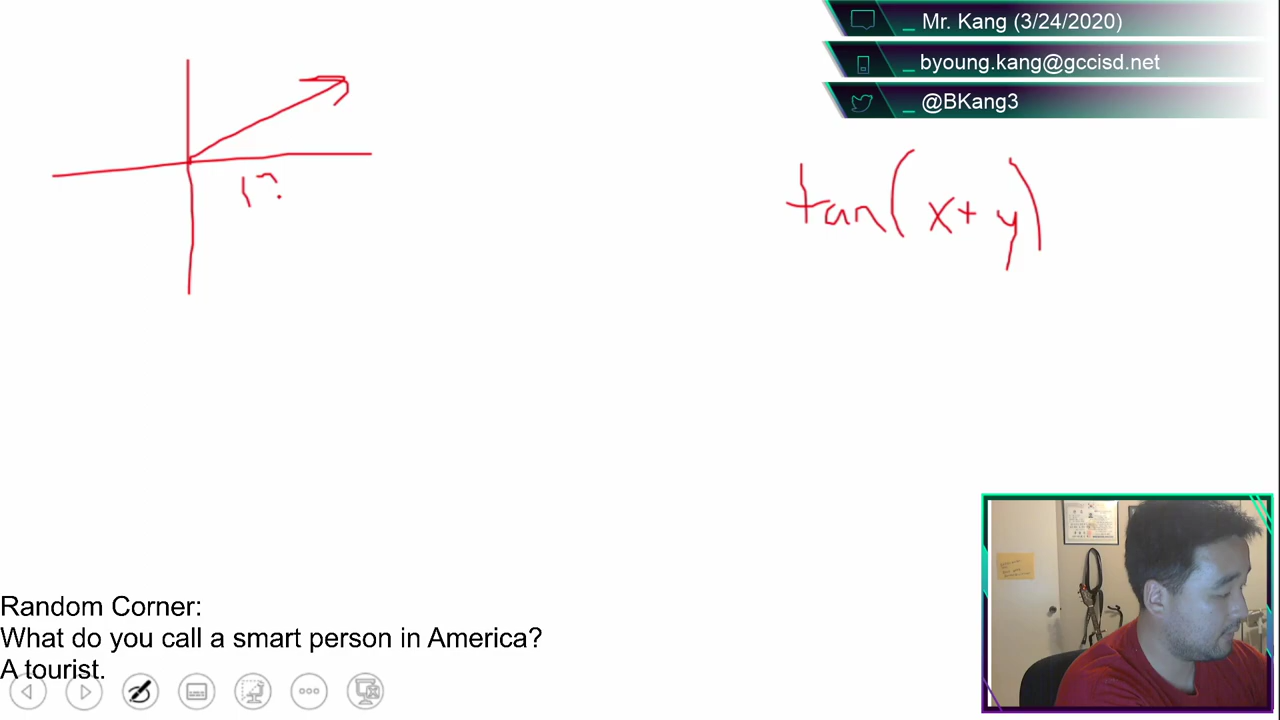 _ Mr. Kang (3/24/2020)
_ byoung.kang@gccisd.net
_ @BKang3
tan(x+y)
Random Corner:
What do you call a smart person in America?
A tourist.